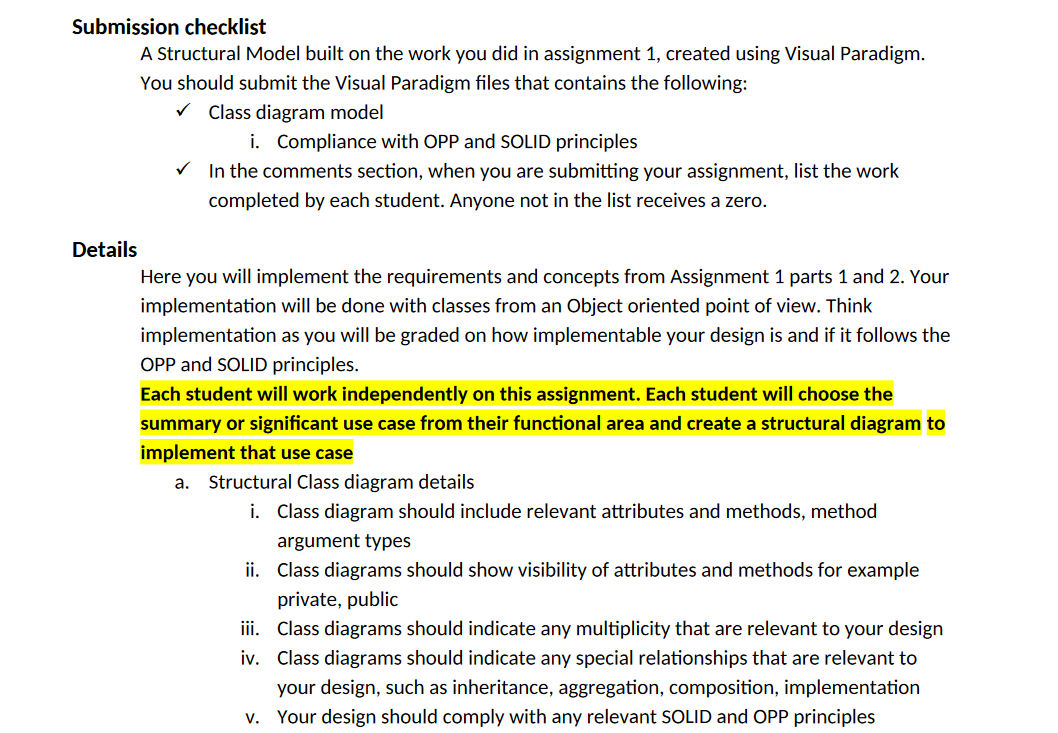 Submission checklist
A Structural Model built on the work you did in assignment 1, created using Visual Paradigm.
You should submit the Visual Paradigm files that contains the following:
✓ Class diagram model
i. Compliance with OPP and SOLID principles
✓ In the comments section, when you are submitting your assignment, list the work
completed by each student. Anyone not in the list receives a zero.
Details
Here you will implement the requirements and concepts from Assignment 1 parts 1 and 2. Your
implementation will be done with classes from an Object oriented point of view. Think
implementation as you will be graded on how implementable your design is and if it follows the
OPP and SOLID principles.
Each student will work independently on this assignment. Each student will choose the
summary or significant use case from their functional area and create a structural diagram to
implement that use case
a. Structural Class diagram details
i. Class diagram should include relevant attributes and methods, method
argument types
ii. Class diagrams should show visibility of attributes and methods for example
private, public
iii. Class diagrams should indicate any multiplicity that are relevant to your design
iv. Class diagrams should indicate any special relationships that are relevant to
your design, such as inheritance, aggregation, composition, implementation
v. Your design should comply with any relevant SOLID and OPP principles